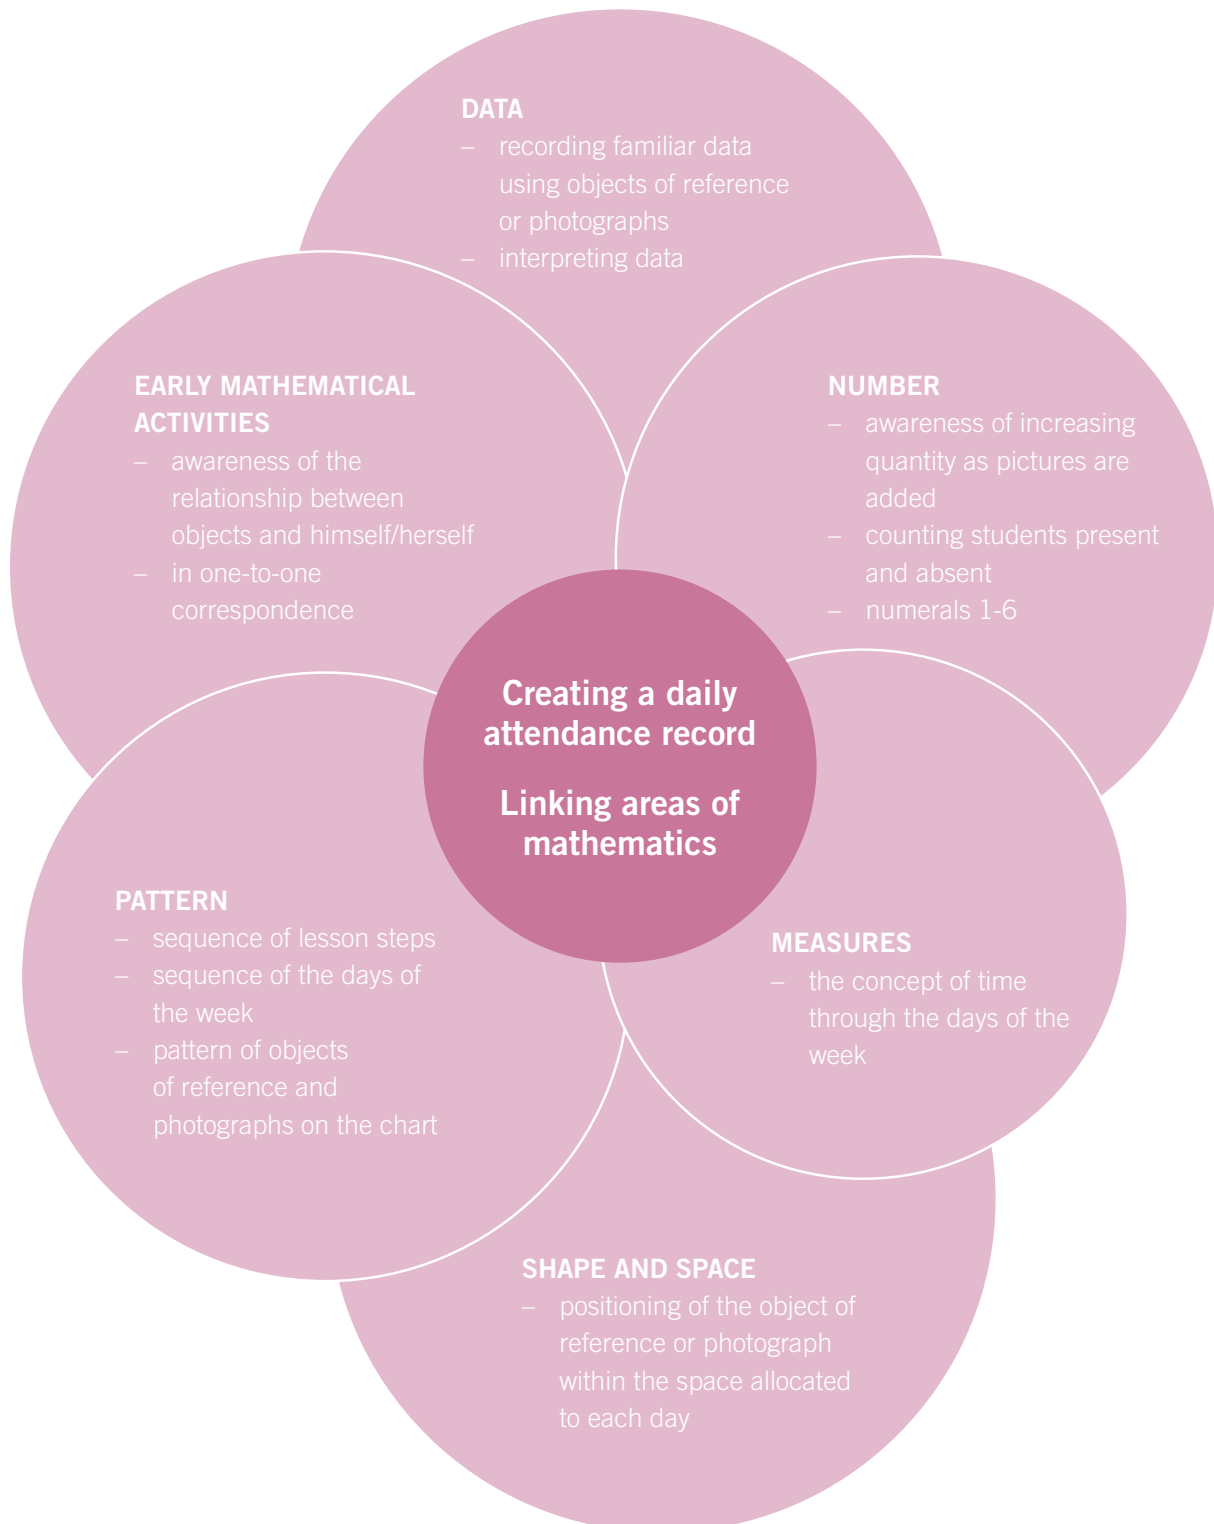 DATA
– recording familiar data
using objects of reference
or photographs
– interpreting data
EARLY MATHEMATICAL
ACTIVITIES
– awareness of the
relationship between
objects and himself/herself
– in one-to-one
correspondence
NUMBER
– awareness of increasing
quantity as pictures are
added
– counting students present
and absent
– numerals 1-6
Creating a daily
attendance record
Linking areas of
mathematics
PATTERN
– sequence of lesson steps
– sequence of the days of
the week
– pattern of objects
of reference and
photographs on the chart
MEASURES
– the concept of time
through the days of the
week
SHAPE AND SPACE
– positioning of the object of
reference or photograph
within the space allocated
to each day